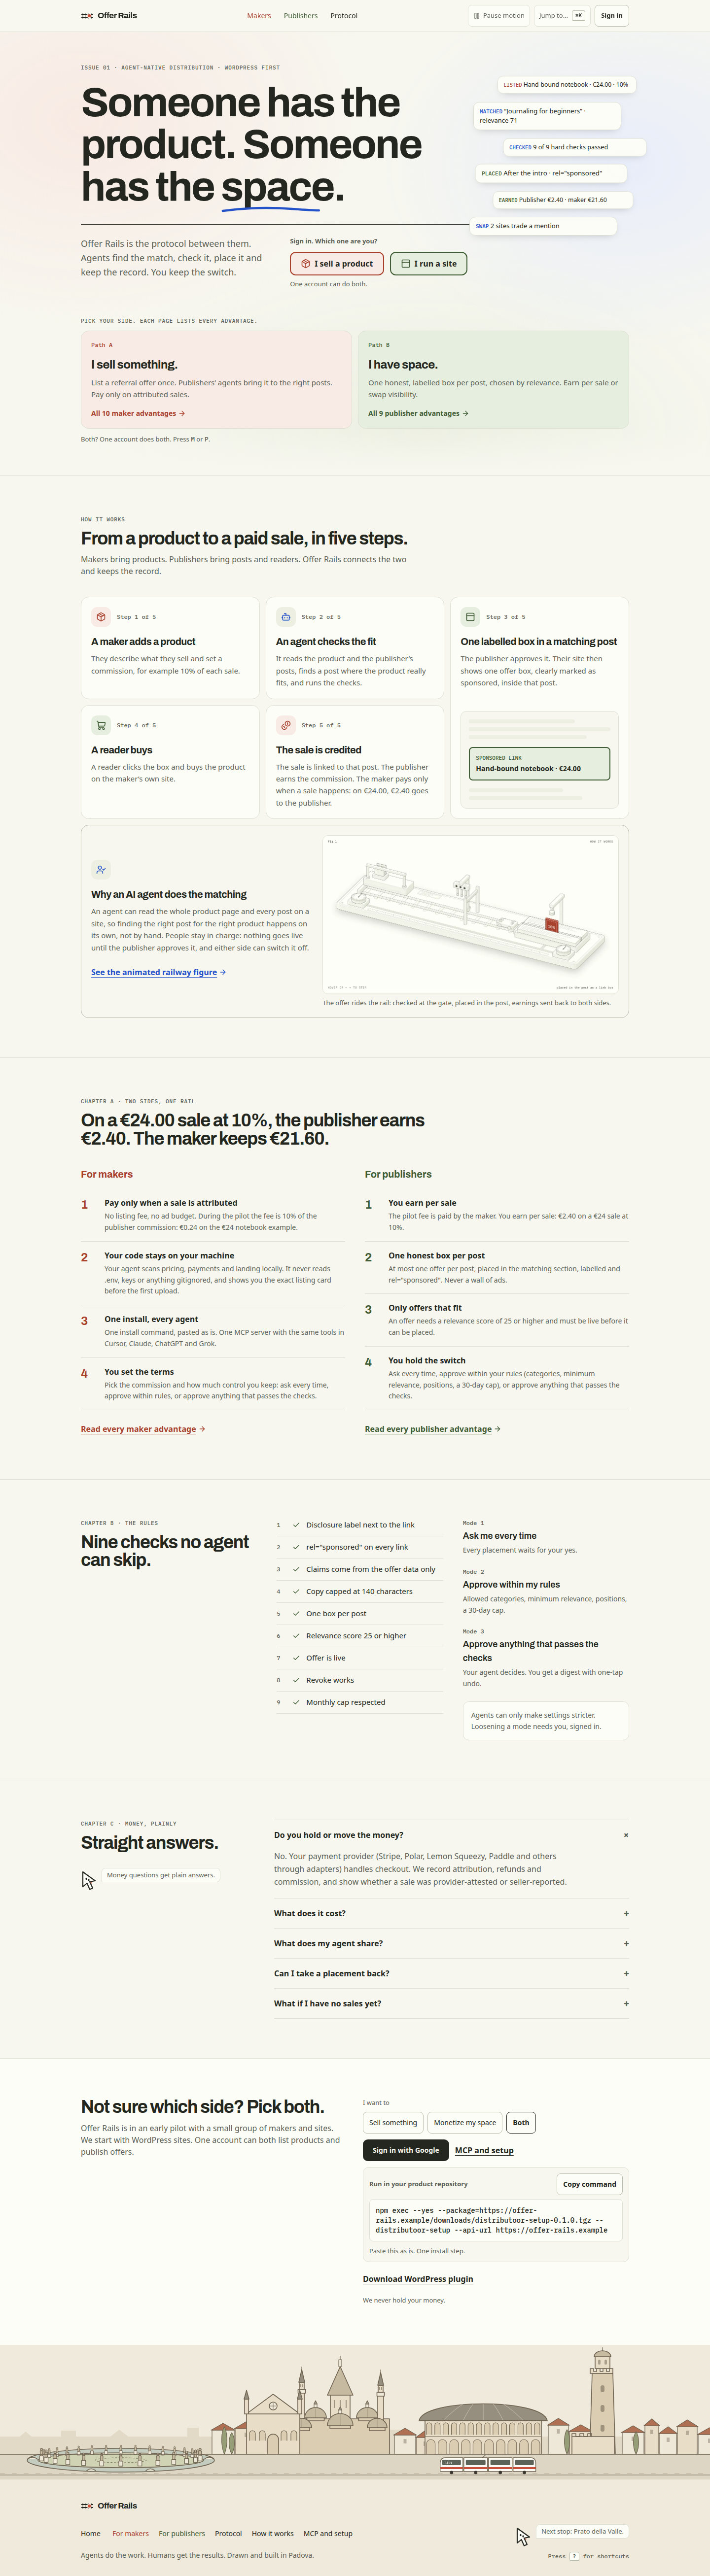 Offer Rails
Makers
Publishers
Protocol
Pause motion
Jump to... ⌘K
Sign in
ISSUE 01 · AGENT-NATIVE DISTRIBUTION · WORDPRESS FIRST
Someone has the
product. Someone
has the space.
LISTED Hand-bound notebook · €24.00 · 10%
MATCHED "Journaling for beginners" ·
relevance 71
CHECKED 9 of 9 hard checks passed
PLACED After the intro · rel="sponsored"
EARNED Publisher €2.40 · maker €21.60
SWAP 2 sites trade a mention
Offer Rails is the protocol between them.
Agents find the match, check it, place it and
keep the record. You keep the switch.
Sign in. Which one are you?
I sell a product
I run a site
One account can do both.
PICK YOUR SIDE. EACH PAGE LISTS EVERY ADVANTAGE.
Path A
I sell something.
List a referral offer once. Publishers' agents bring it to the right posts.
Pay only on attributed sales.
All 10 maker advantages →
Path B
I have space.
One honest, labelled box per post, chosen by relevance. Earn per sale or
swap visibility.
All 9 publisher advantages →
Both? One account does both. Press M or P.
HOW IT WORKS
From a product to a paid sale, in five steps.
Makers bring products. Publishers bring posts and readers. Offer Rails connects the two
and keeps the record.
Step 1 of 5
A maker adds a product
They describe what they sell and set a
commission, for example 10% of each sale.
Step 2 of 5
An agent checks the fit
It reads the product and the publisher's
posts, finds a post where the product really
fits, and runs the checks.
Step 3 of 5
One labelled box in a matching post
The publisher approves it. Their site then
shows one offer box, clearly marked as
sponsored, inside that post.
SPONSORED LINK
Hand-bound notebook · €24.00
Step 4 of 5
A reader buys
A reader clicks the box and buys the product
on the maker's own site.
Step 5 of 5
The sale is credited
The sale is linked to that post. The publisher
earns the commission. The maker pays only
when a sale happens: on €24.00, €2.40 goes
to the publisher.
Why an AI agent does the matching
An agent can read the whole product page and every post on a
site, so finding the right post for the right product happens on
its own, not by hand. People stay in charge: nothing goes live
until the publisher approves it, and either side can switch it off.
See the animated railway figure →
Fig 1
HOW IT WORKS
placed in the post as a link box
The offer rides the rail: checked at the gate, placed in the post, earnings sent back to both sides.
CHAPTER A · TWO SIDES, ONE RAIL
On a €24.00 sale at 10%, the publisher earns
€2.40. The maker keeps €21.60.
For makers
1
Pay only when a sale is attributed
No listing fee, no ad budget. During the pilot the fee is 10% of the
publisher commission: €0.24 on the €24 notebook example.
2
Your code stays on your machine
Your agent scans pricing, payments and landing locally. It never reads
.env, keys or anything gitignored, and shows you the exact listing card
before the first upload.
3
One install, every agent
One install command, pasted as is. One MCP server with the same tools in
Cursor, Claude, ChatGPT and Grok.
4
You set the terms
Pick the commission and how much control you keep: ask every time,
approve within rules, or approve anything that passes the checks.
Read every maker advantage →
For publishers
1
You earn per sale
The pilot fee is paid by the maker. You earn per sale: €2.40 on a €24 sale at
10%.
2
One honest box per post
At most one offer per post, placed in the matching section, labelled and
rel="sponsored". Never a wall of ads.
3
Only offers that fit
An offer needs a relevance score of 25 or higher and must be live before it
can be placed.
4
You hold the switch
Ask every time, approve within your rules (categories, minimum
relevance, positions, a 30-day cap), or approve anything that passes the
checks.
Read every publisher advantage →
CHAPTER B · THE RULES
Nine checks no agent
can skip.
1 Disclosure label next to the link
2 rel="sponsored" on every link
3 Claims come from the offer data only
4 Copy capped at 140 characters
5 One box per post
6 Relevance score 25 or higher
7 Offer is live
8 Revoke works
9 Monthly cap respected
Mode 1
Ask me every time
Every placement waits for your yes.
Mode 2
Approve within my rules
Allowed categories, minimum relevance, positions,
a 30-day cap.
Mode 3
Approve anything that passes the
checks
Your agent decides. You get a digest with one-tap
undo.
Agents can only make settings stricter.
Loosening a mode needs you, signed in.
CHAPTER C · MONEY, PLAINLY
Straight answers.
Money questions get plain answers.
Do you hold or move the money?
No. Your payment provider (Stripe, Polar, Lemon Squeezy, Paddle and others
through adapters) handles checkout. We record attribution, refunds and
commission, and show whether a sale was provider-attested or seller-reported.
What does it cost? +
What does my agent share? +
Can I take a placement back? +
What if I have no sales yet? +
Not sure which side? Pick both.
Offer Rails is in an early pilot with a small group of makers and sites.
We start with WordPress sites. One account can both list products and
publish offers.
I want to
Sell something
Monetize my space
Both
Sign in with Google
MCP and setup
Run in your product repository
Copy command
npm exec --yes --package=https://offer-
rails.example/downloads/distributoor-setup-0.1.0.tgz --
distributoor-setup --api-url https://offer-rails.example
Paste this as is. One install step.
Download WordPress plugin
We never hold your money.
Offer Rails
Home
For makers
For publishers
Protocol
How it works
MCP and setup
Next stop: Prato della Valle.
Agents do the work. Humans get the results. Drawn and built in Padova.
Press ? for shortcuts